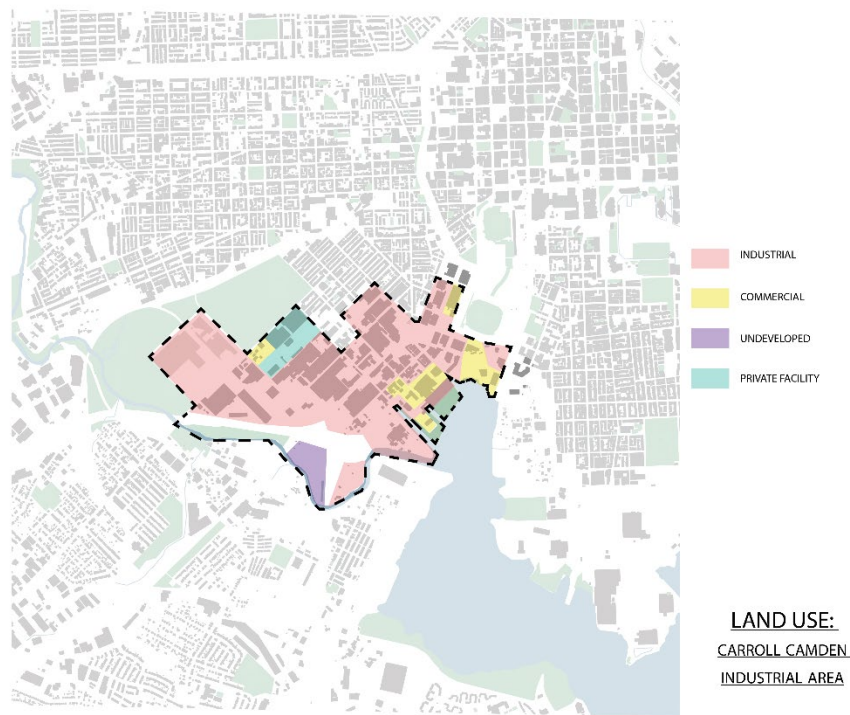 INDUSTRIAL
COMMERCIAL
UNDEVELOPED
PRIVATE FACILITY
LAND USE:
CARROLL CAMDEN
INDUSTRIAL AREA